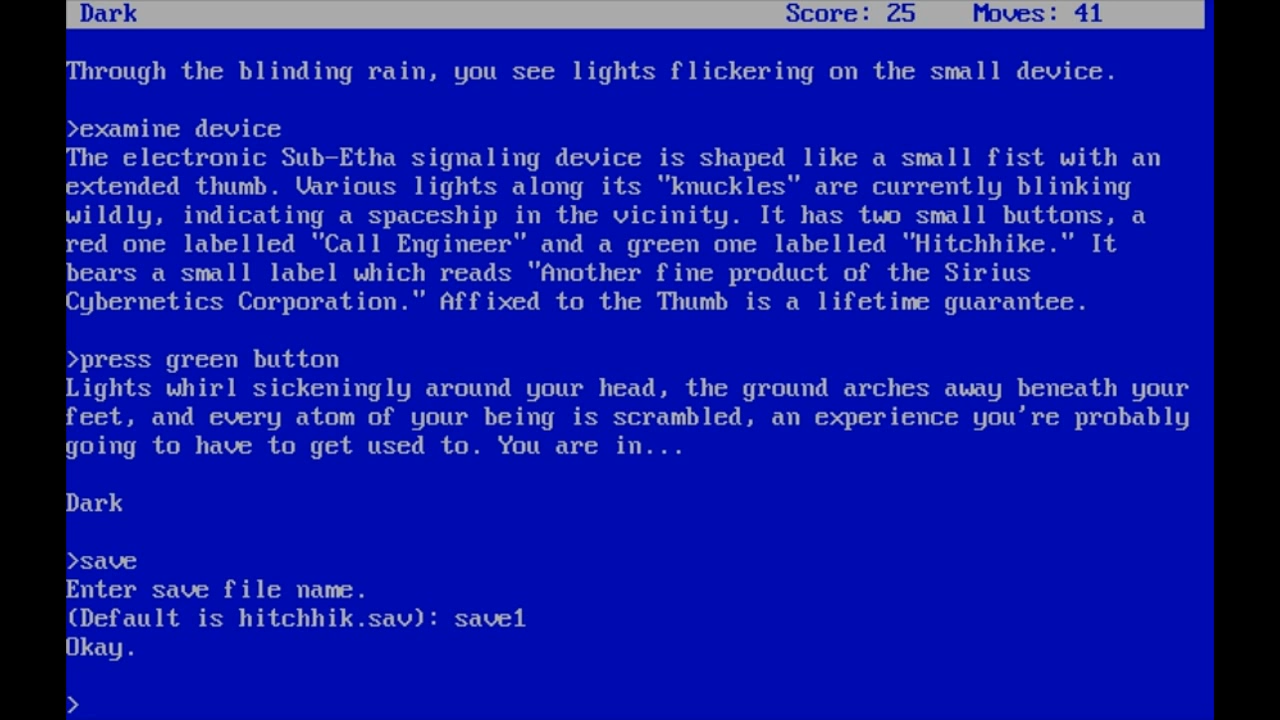 Dark Score: 25 Moves: 41
Through the blinding rain, you see lights flickering on the small device.
>examine device
The electronic Sub-Etha signaling device is shaped like a small fist with an
extended thumb. Various lights along its "knuckles" are currently blinking
wildly, indicating a spaceship in the vicinity. It has two small buttons, a
red one labelled "Call Engineer" and a green one labelled "Hitchhike." It
bears a small label which reads "Another fine product of the Sirius
Cybernetics Corporation." Affixed to the Thumb is a lifetime guarantee.
>press green button
Lights whirl sickeningly around your head, the ground arches away beneath your
feet, and every atom of your being is scrambled, an experience you're probably
going to have to get used to. You are in...
Dark
>save
Enter save file name.
(Default is hitchhik.sav): save1
Okay.
>